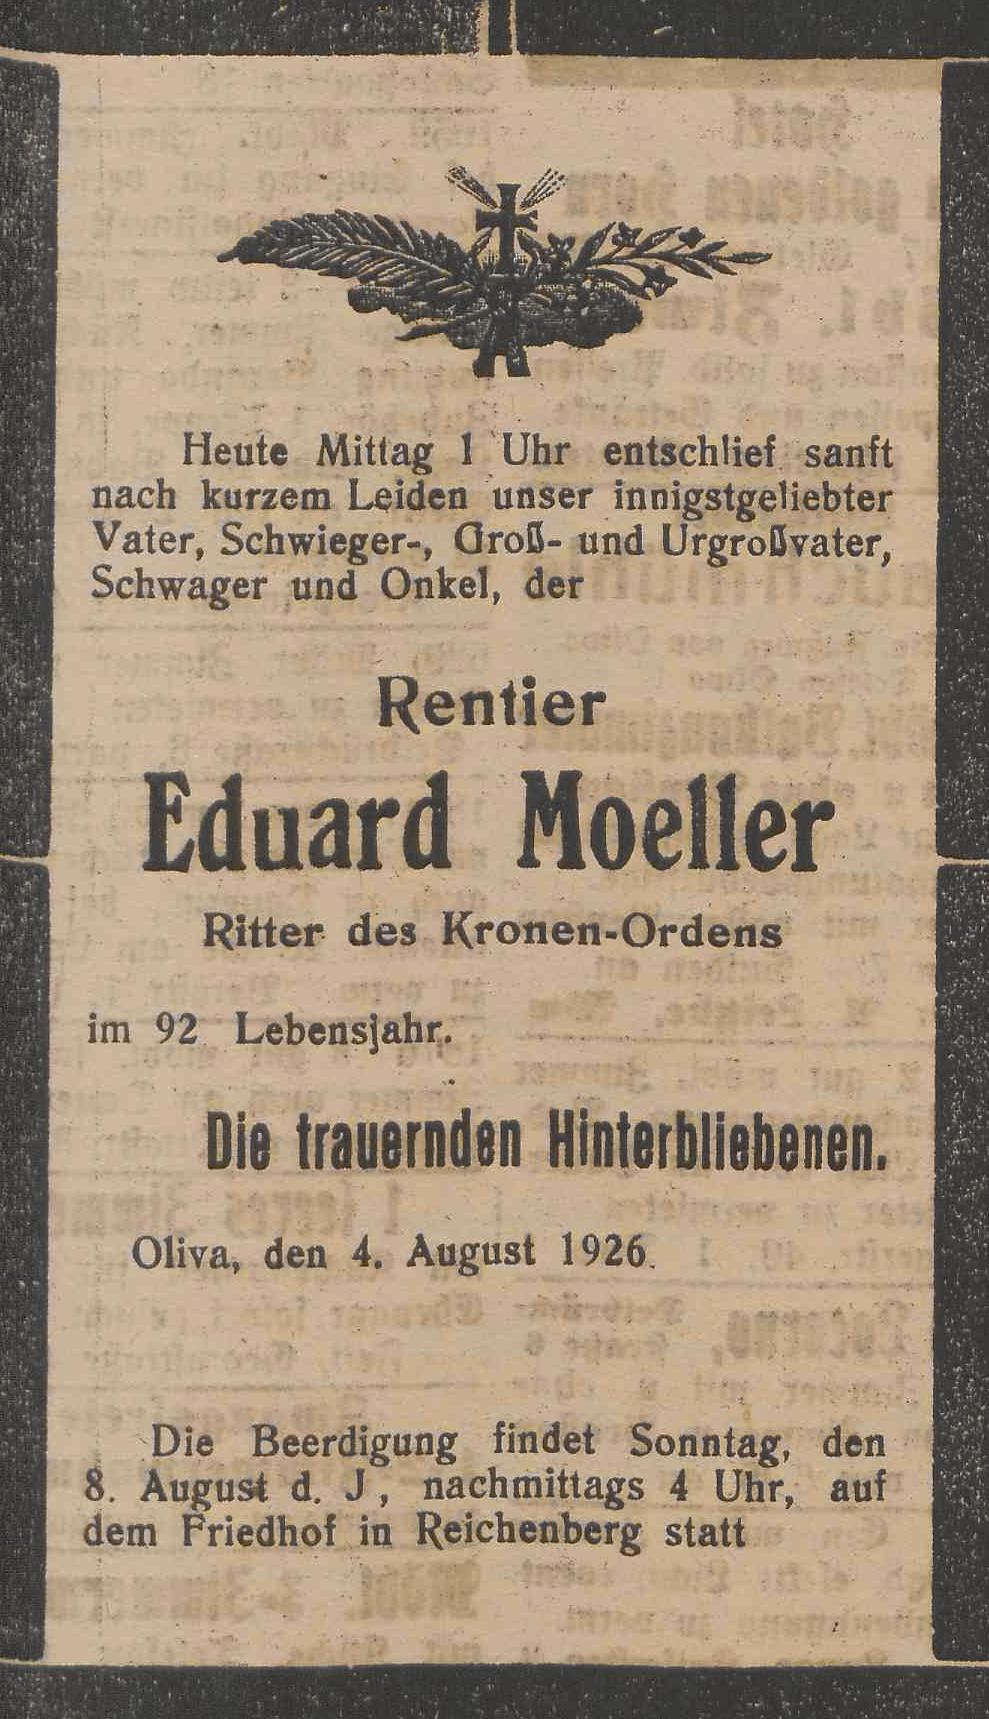 Heute Mittag 1 Uhr entschlief sanft
nach kurzem Leiden unser innigstgeliebter
Vater, Schwieger-, Groß- und Urgroßvater,
Schwager und Onkel, der
Rentier
Eduard Moeller
Ritter des Kronen-Ordens
im 92 Lebensjahr.
Die trauernden Hinterbliebenen.
Oliva, den 4. August 1926.
Die Beerdigung findet Sonntag, den
8. August d. J, nachmittags 4 Uhr, auf
dem Friedhof in Reichenberg statt